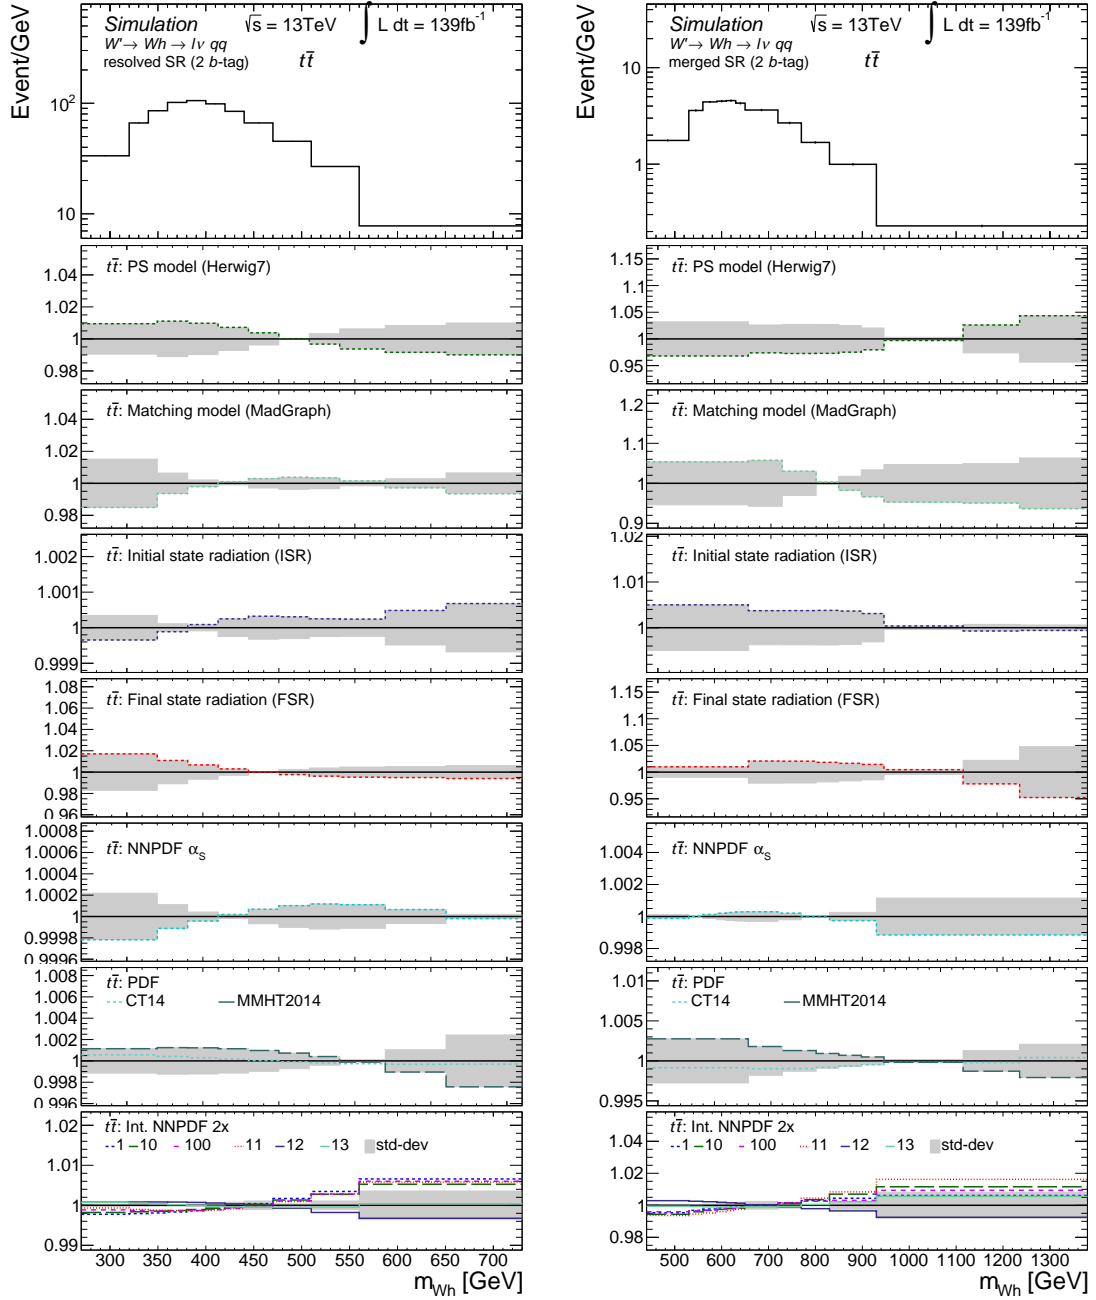 Event/GeV
Simulation √s = 13TeV ∫ L dt = 139fb⁻¹
W'→ Wh → lν qq
resolved SR (2 b-tag) tt̄
10²
10
tt̄: PS model (Herwig7)
1.04
1.02
1
0.98
tt̄: Matching model (MadGraph)
1.04
1.02
1
0.98
tt̄: Initial state radiation (ISR)
1.002
1.001
1
0.999
tt̄: Final state radiation (FSR)
1.08
1.06
1.04
1.02
1
0.98
0.96
tt̄: NNPDF α_S
1.0008
1.0006
1.0004
1.0002
1
0.9998
0.9996
tt̄: PDF
CT14 MMHT2014
1.008
1.006
1.004
1.002
1
0.998
0.996
tt̄: Int. NNPDF 2x
1 10 100 11 12 13 std-dev
1.02
1.01
1
0.99
300 350 400 450 500 550 600 650 700
m_Wh [GeV]
Event/GeV
Simulation √s = 13TeV ∫ L dt = 139fb⁻¹
W'→ Wh → lν qq
merged SR (2 b-tag) tt̄
10
1
tt̄: PS model (Herwig7)
1.15
1.1
1.05
1
0.95
tt̄: Matching model (MadGraph)
1.2
1.1
1
0.9
tt̄: Initial state radiation (ISR)
1.02
1.01
1
tt̄: Final state radiation (FSR)
1.15
1.1
1.05
1
0.95
tt̄: NNPDF α_S
1.004
1.002
1
0.998
tt̄: PDF
CT14 MMHT2014
1.01
1.005
1
0.995
tt̄: Int. NNPDF 2x
1 10 100 11 12 13 std-dev
1.04
1.02
1
0.98
500 600 700 800 900 1000 1100 1200 1300
m_Wh [GeV]